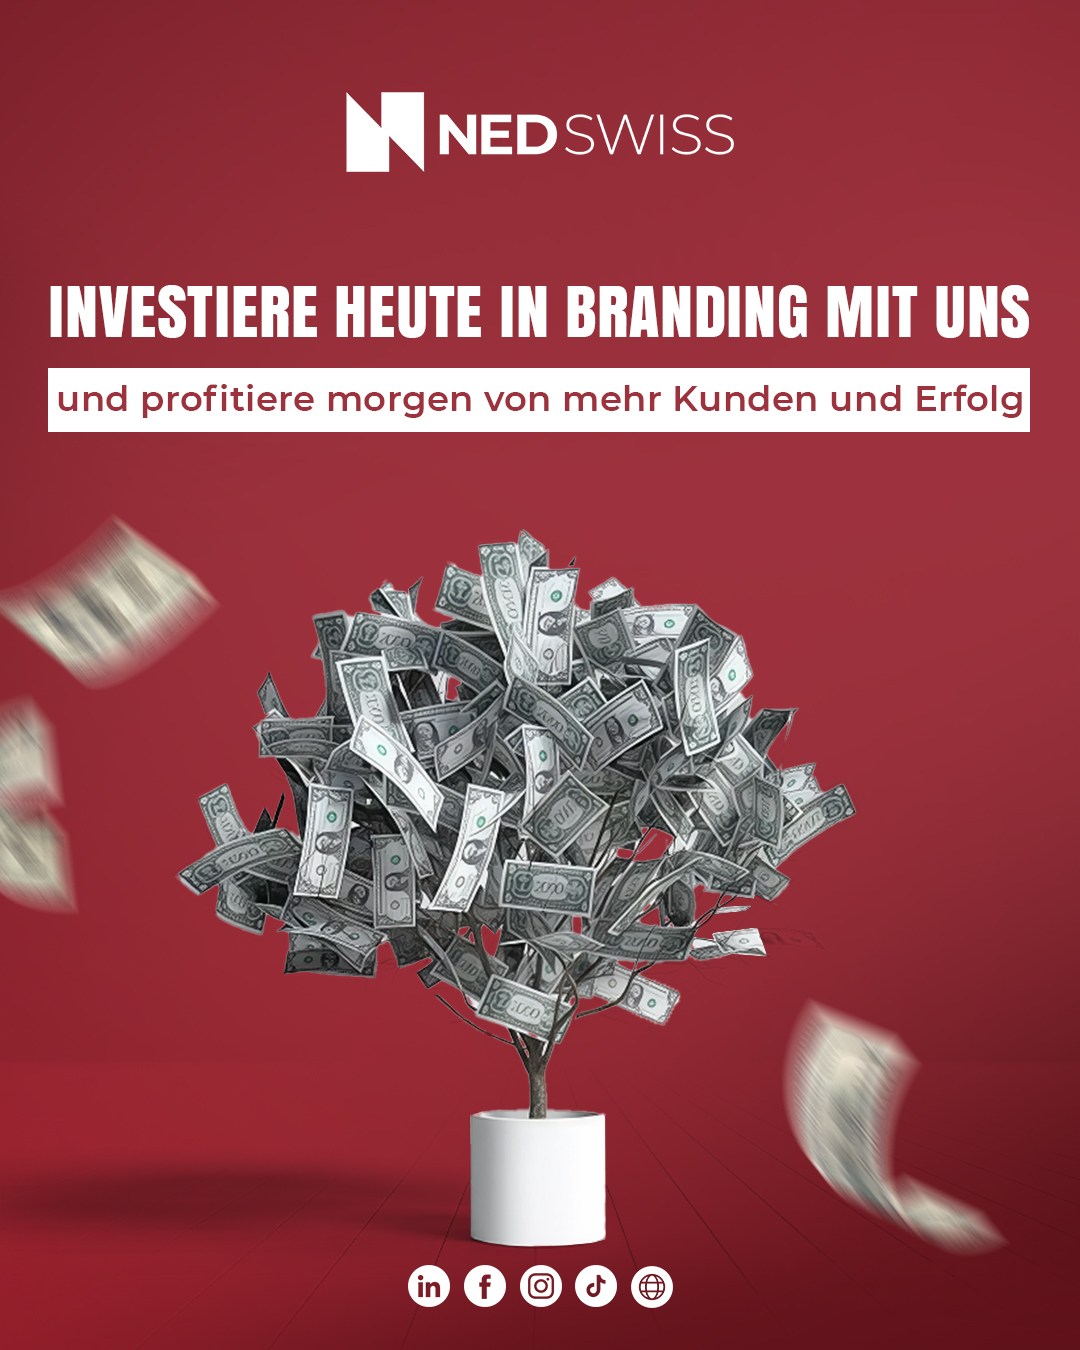 NEDSWISS
INVESTIERE HEUTE IN BRANDING MIT UNS
und profitiere morgen von mehr Kunden und Erfolg